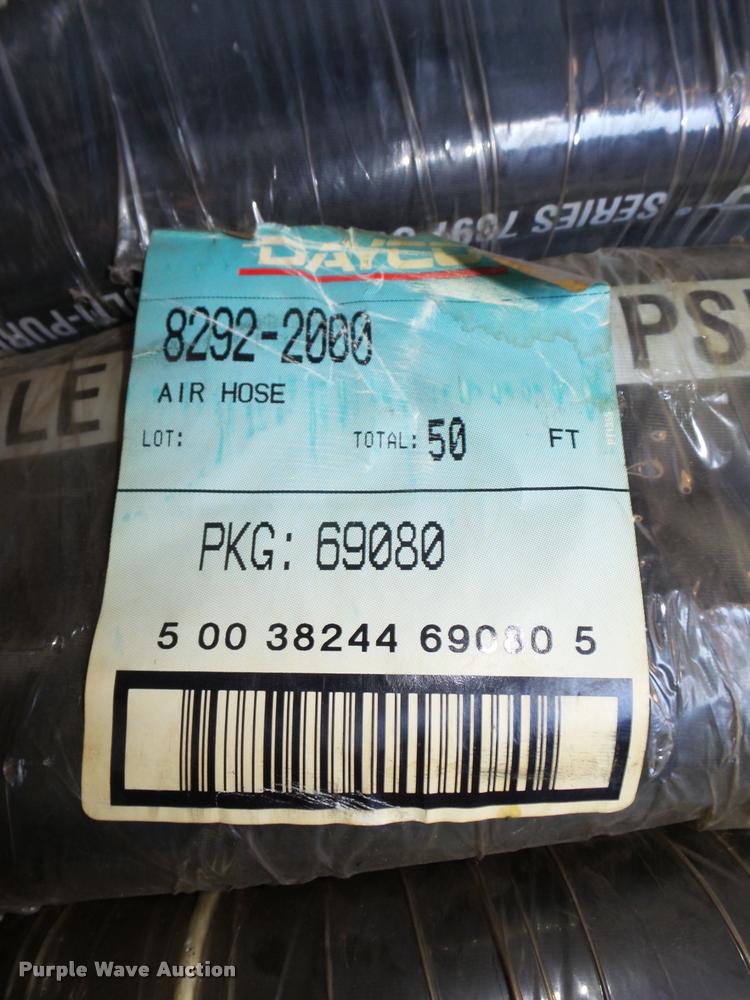 SERIES
DAYCO
8292-2000
PSI
AIR HOSE
LE
LOT: TOTAL: 50 FT
PKG: 69080
5 00 38244 69080 5
Purple Wave Auction